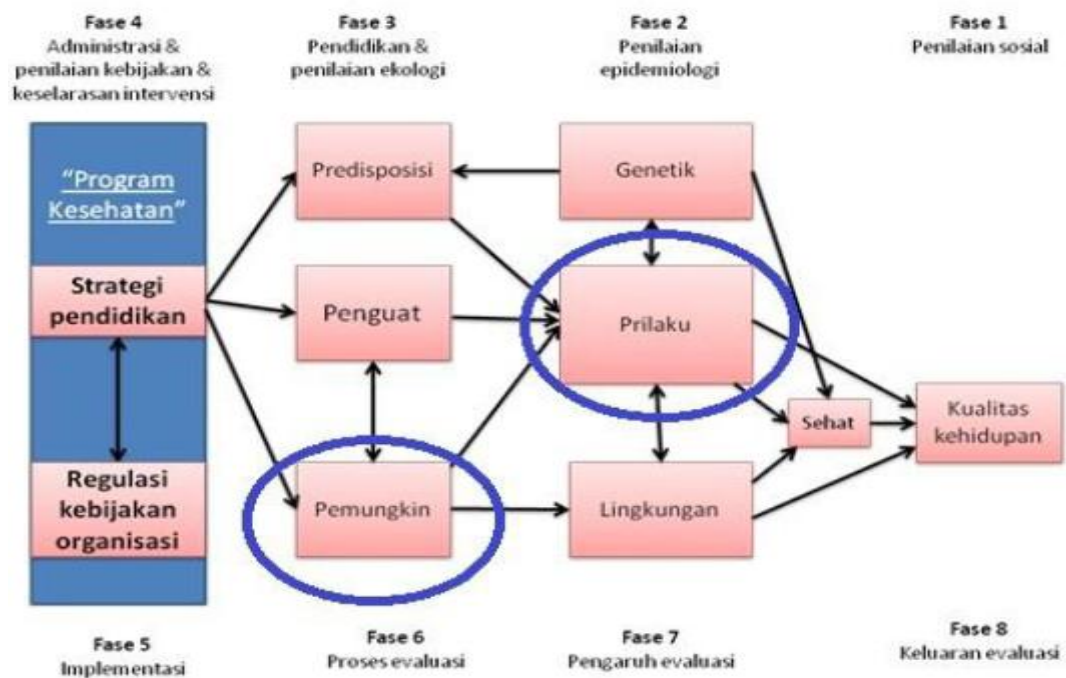 Fase 4
Administrasi &
penilaian kebijakan &
keselarasan intervensi
Fase 3
Pendidikan &
penilaian ekologi
Fase 2
Penilaian
epidemiologi
Fase 1
Penilaian sosial
"Program
Kesehatan"
Strategi
pendidikan
Regulasi
kebijakan
organisasi
Predisposisi
Penguat
Pemungkin
Genetik
Prilaku
Lingkungan
Sehat
Kualitas
kehidupan
Fase 5
Implementasi
Fase 6
Proses evaluasi
Fase 7
Pengaruh evaluasi
Fase 8
Keluaran evaluasi